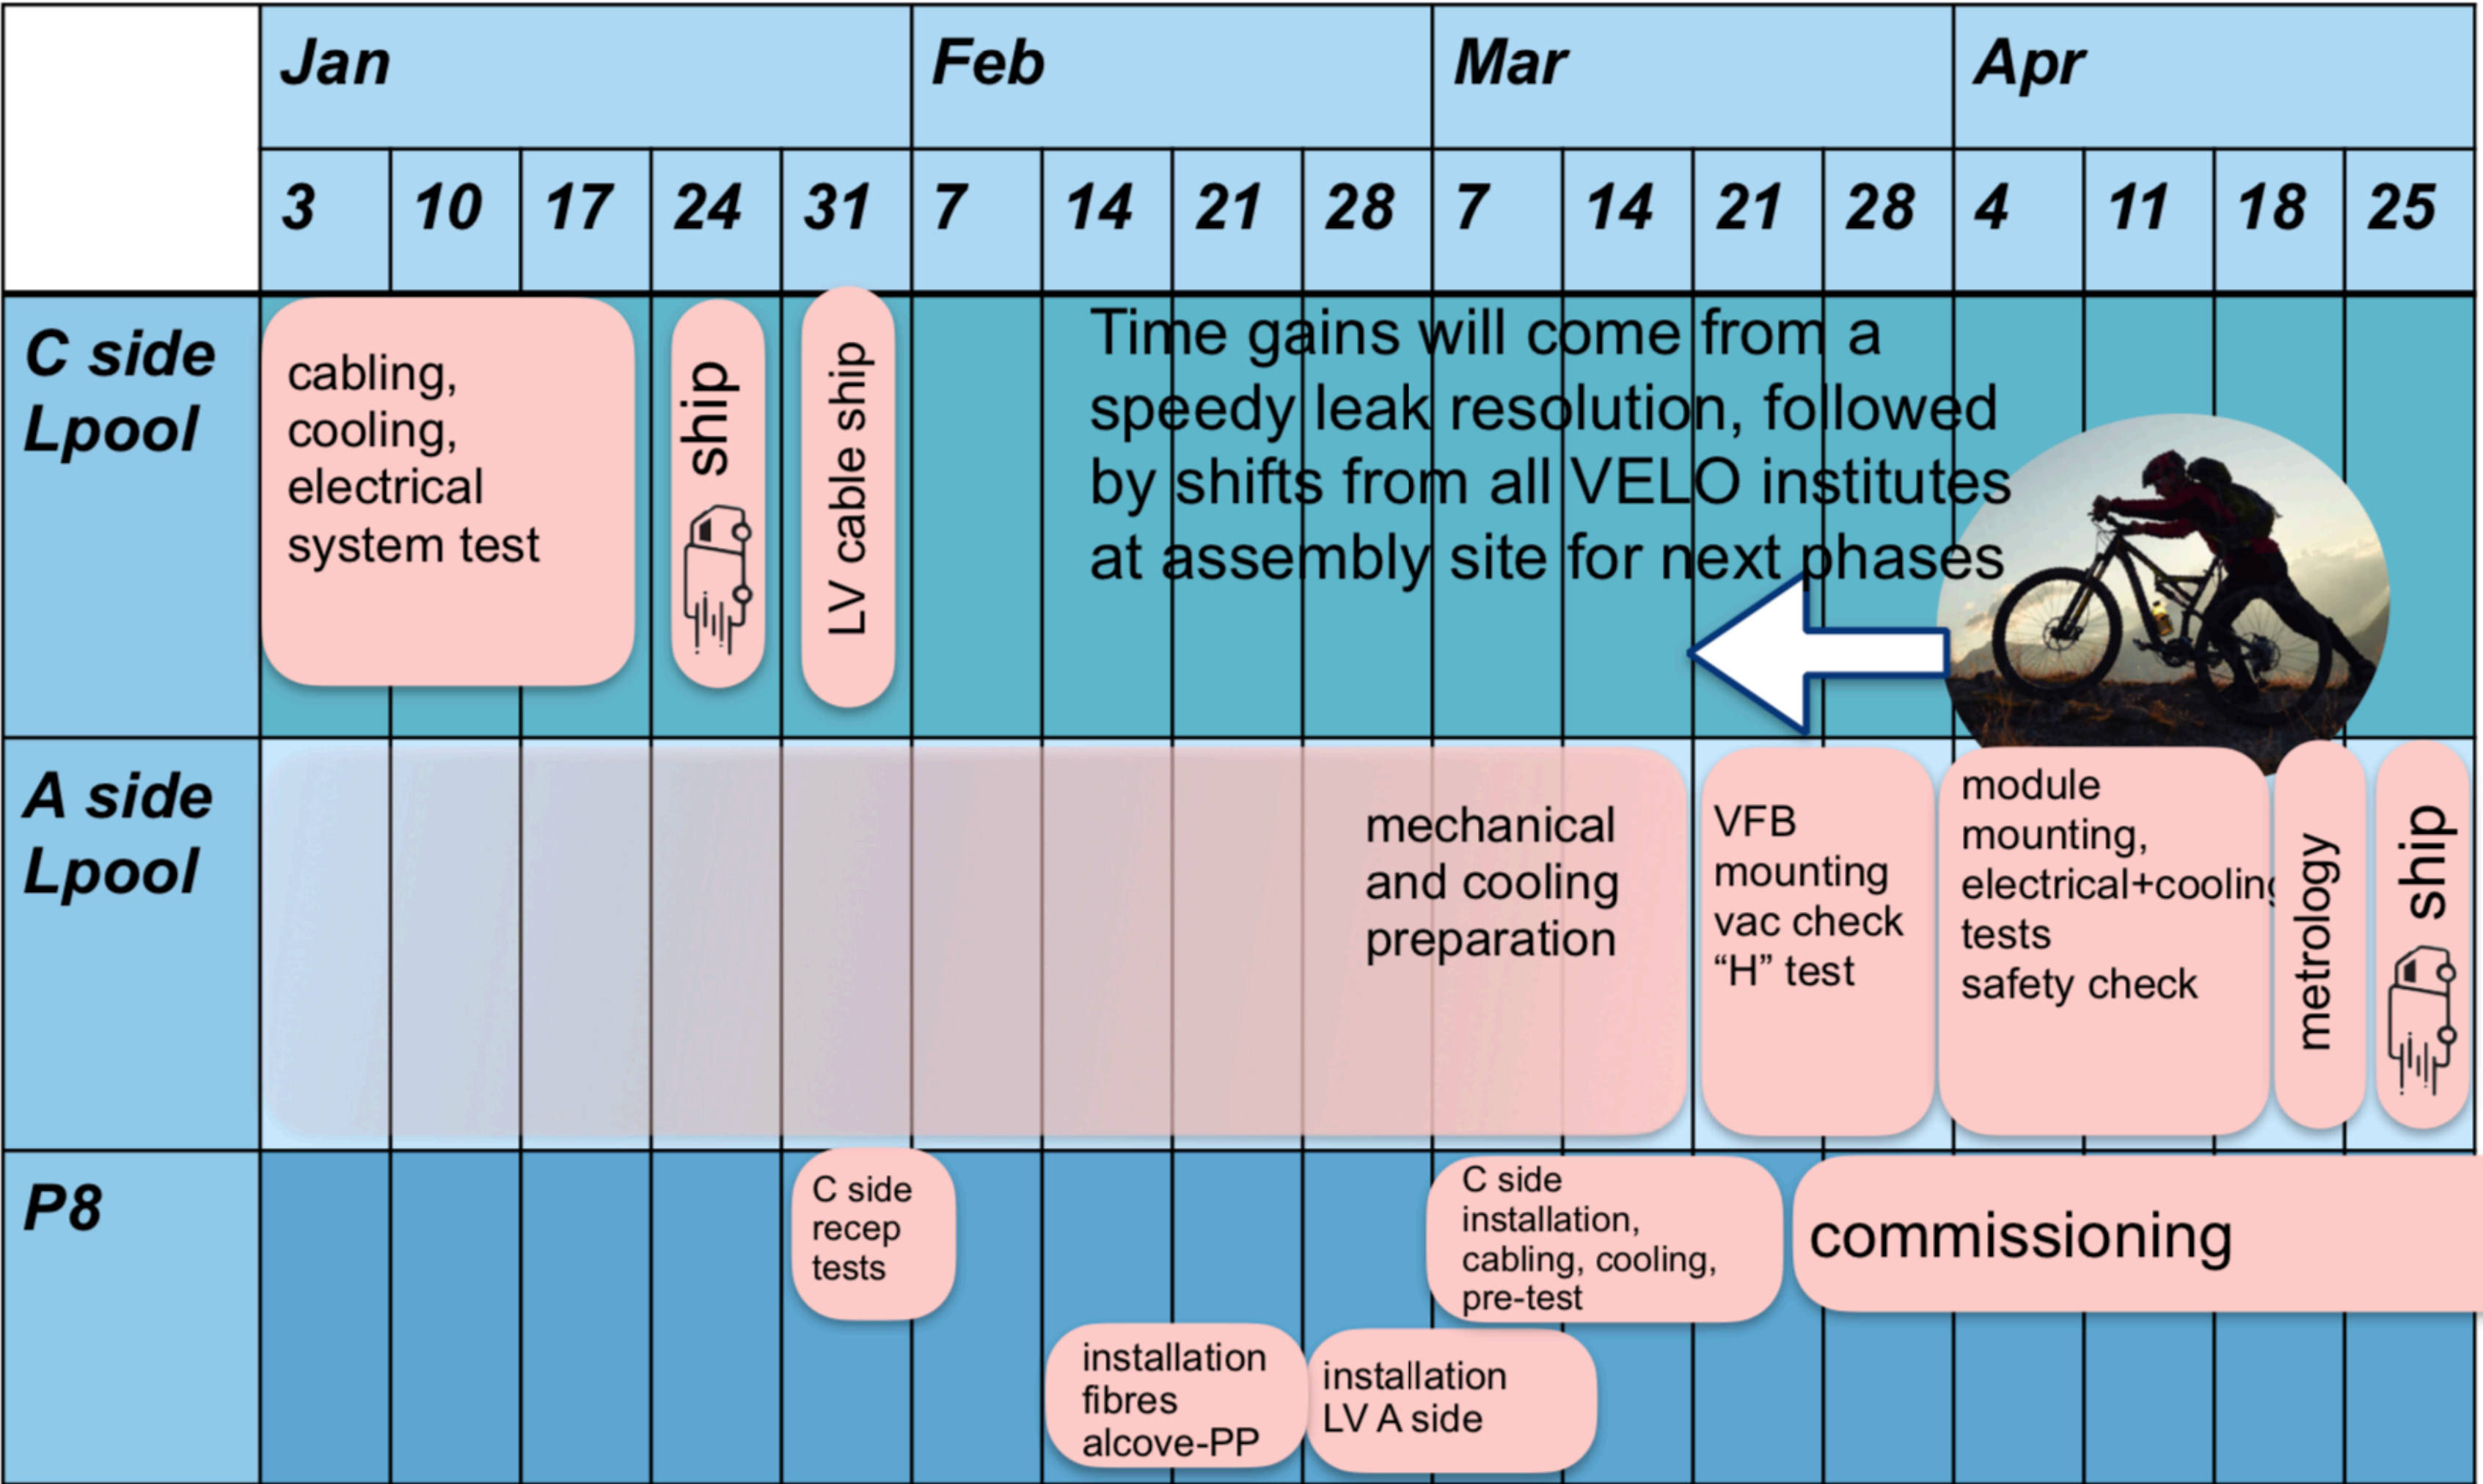 Jan
Feb
Mar
Apr
3
10
17
24
31
7
14
21
28
7
14
21
28
4
11
18
25
C side
Lpool
cabling,
cooling,
electrical
system test
ship
LV cable ship
Time gains will come from a
speedy leak resolution, followed
by shifts from all VELO institutes
at assembly site for next phases
A side
Lpool
mechanical
and cooling
preparation
VFB
mounting
vac check
“H” test
module
mounting,
electrical+cooling
tests
safety check
metrology
ship
P8
C side
recep
tests
C side
installation,
cabling, cooling,
pre-test
commissioning
installation
fibres
alcove-PP
installation
LV A side